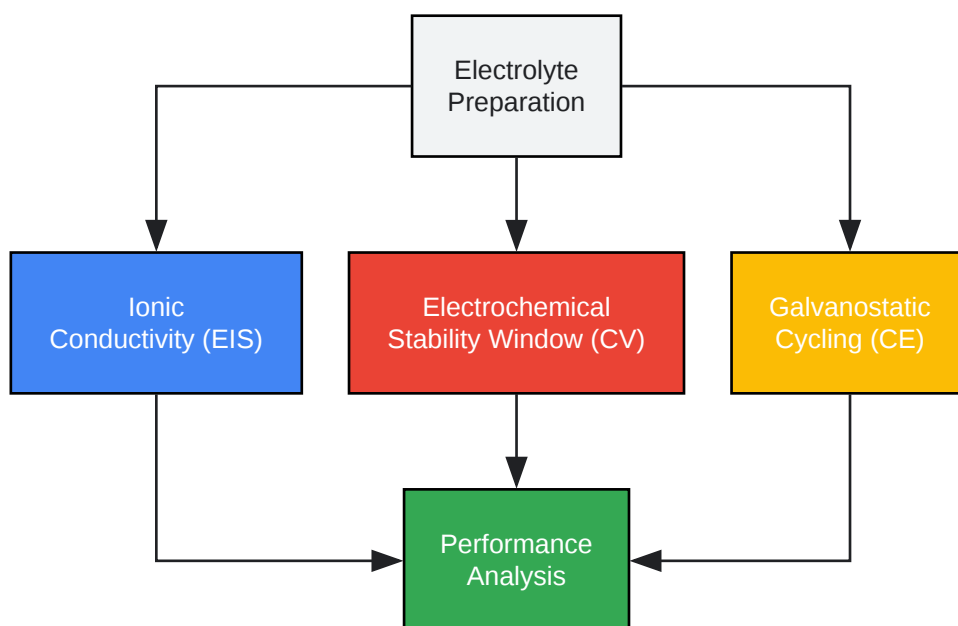 Electrolyte
Preparation
Ionic
Conductivity (EIS)
Electrochemical
Stability Window (CV)
Galvanostatic
Cycling (CE)
Performance
Analysis